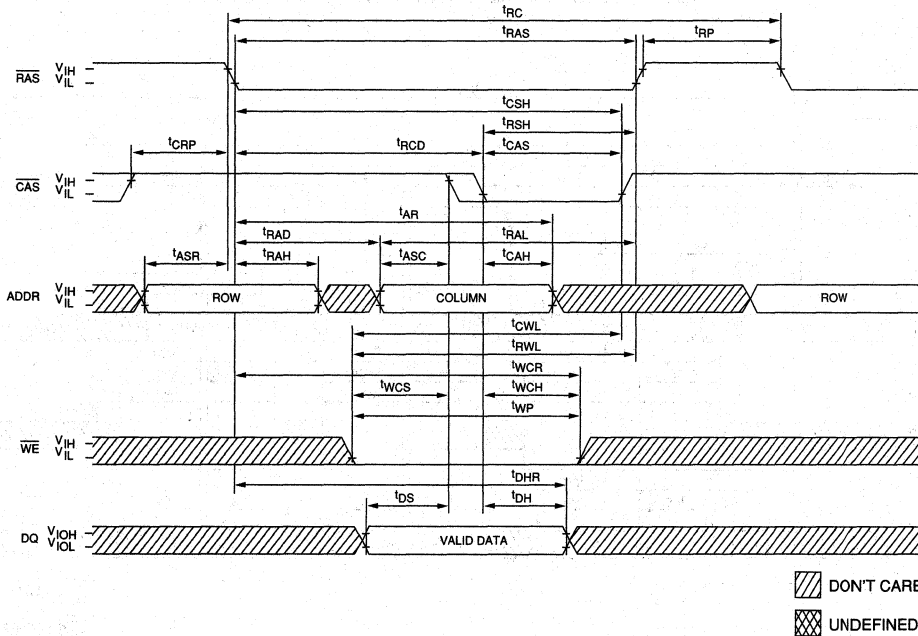 tRC
tRAS
tRP
RAS VIH
VIL
tCSH
tRSH
tCRP
tRCD
tCAS
CAS VIH
VIL
tAR
tRAD
tRAL
tASR
tRAH
tASC
tCAH
ADDR VIH
VIL
ROW
COLUMN
ROW
tCWL
tRWL
tWCR
tWCS
tWCH
tWP
WE VIH
VIL
tDHR
tDS
tDH
DQ VIOH
VIOL
VALID DATA
DON'T CARE
UNDEFINED